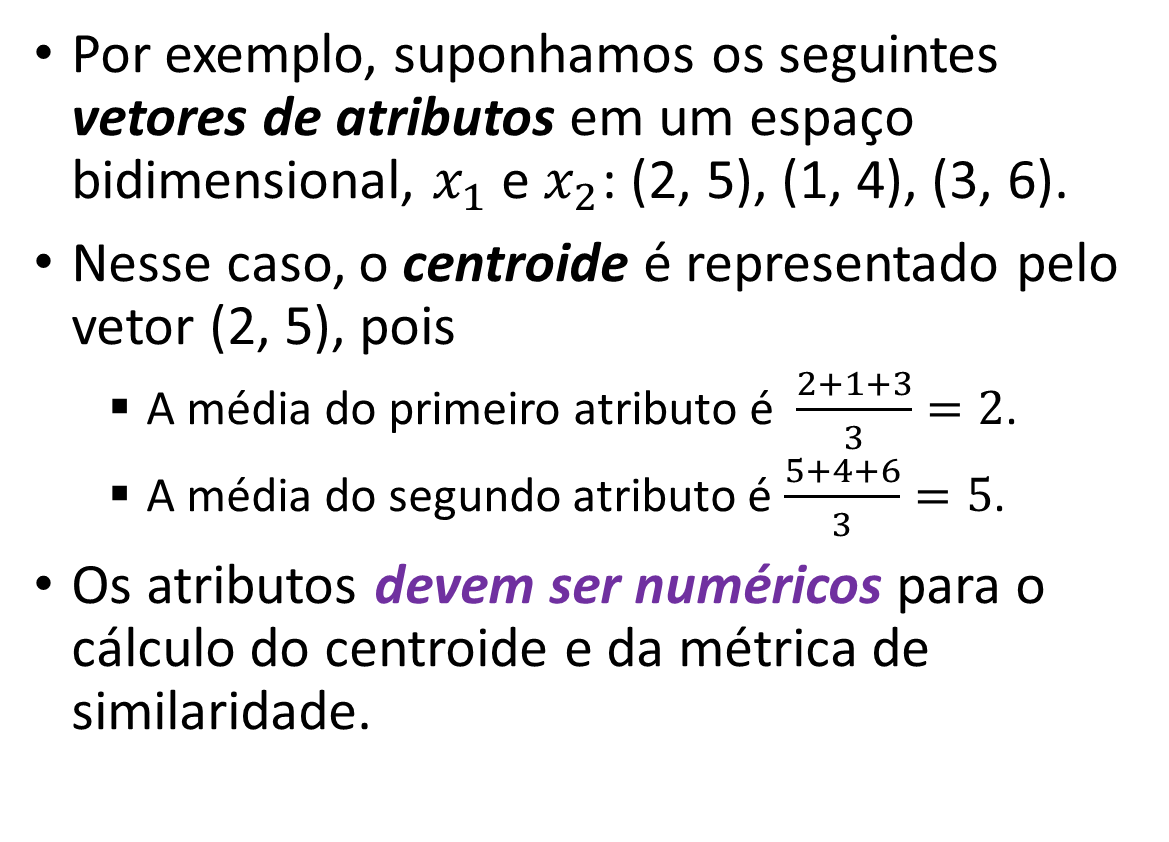 • Por exemplo, suponhamos os seguintes
vetores de atributos em um espaço
bidimensional, 𝑥₁ e 𝑥₂: (2, 5), (1, 4), (3, 6).
• Nesse caso, o centroide é representado pelo
vetor (2, 5), pois
▪ A média do primeiro atributo é (2+1+3)/3 = 2.
▪ A média do segundo atributo é (5+4+6)/3 = 5.
• Os atributos devem ser numéricos para o
cálculo do centroide e da métrica de
similaridade.